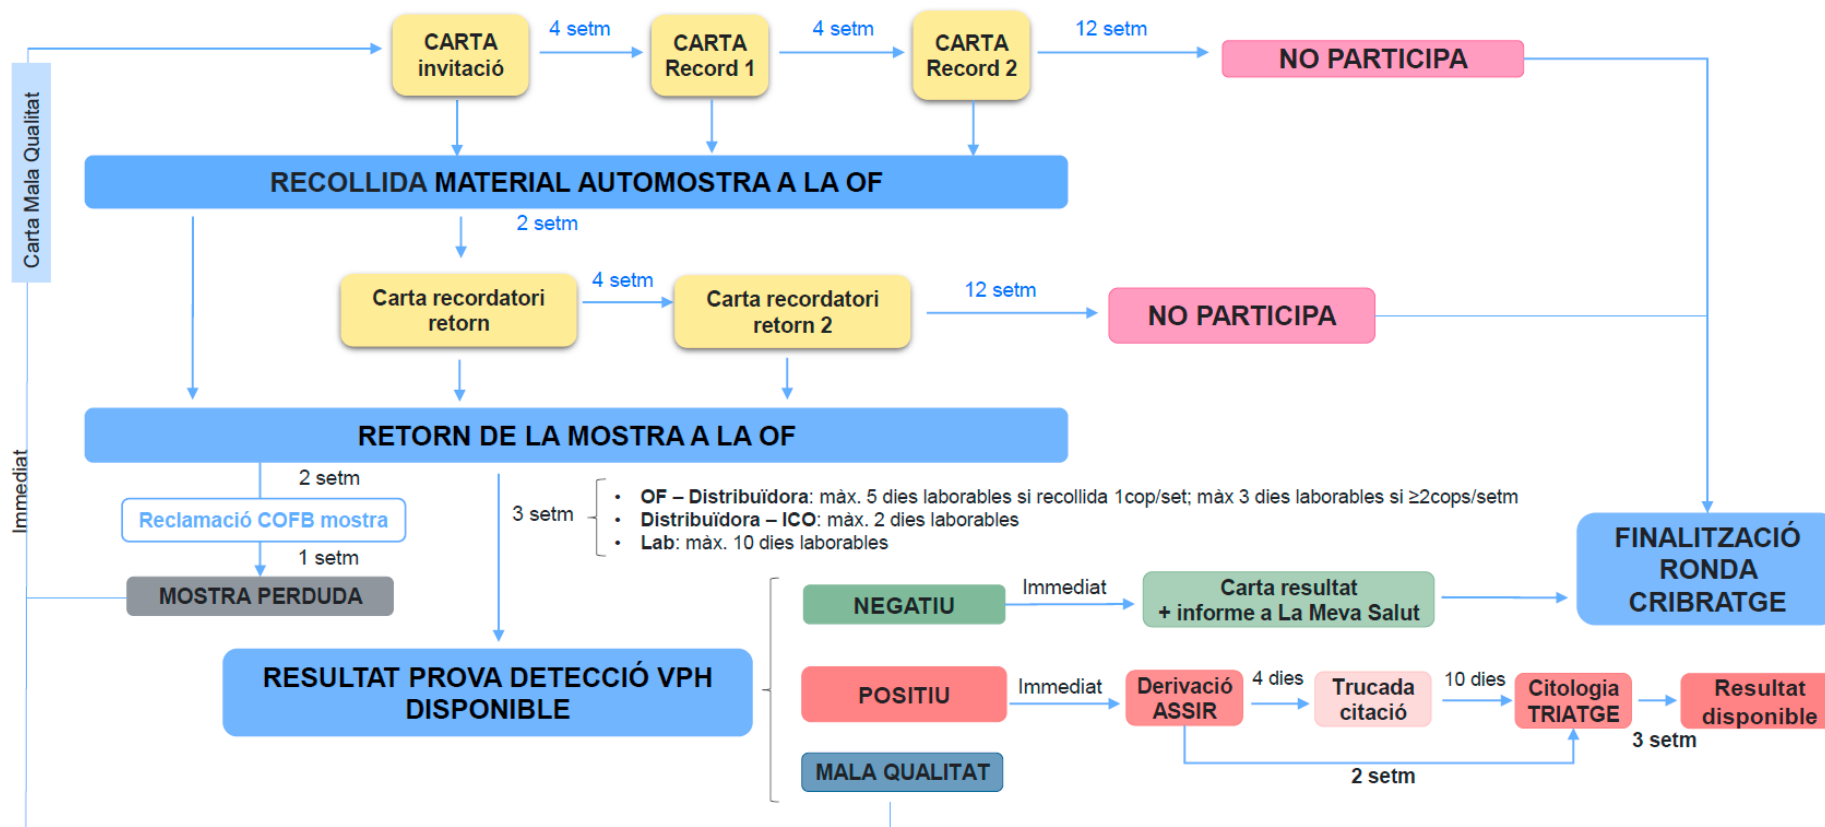 CARTA
invitació
4 setm
CARTA
Record 1
4 setm
CARTA
Record 2
12 setm
NO PARTICIPA
Carta Mala Qualitat
RECOLLIDA MATERIAL AUTOMOSTRA A LA OF
2 setm
Carta recordatori
retorn
4 setm
Carta recordatori
retorn 2
12 setm
NO PARTICIPA
Immediat
RETORN DE LA MOSTRA A LA OF
2 setm
Reclamació COFB mostra
1 setm
MOSTRA PERDUDA
3 setm
• OF – Distribuïdora: màx. 5 dies laborables si recollida 1cop/set; màx 3 dies laborables si ≥2cops/setm
• Distribuïdora – ICO: màx. 2 dies laborables
• Lab: màx. 10 dies laborables
FINALITZACIÓ
RONDA
CRIBRATGE
RESULTAT PROVA DETECCIÓ VPH
DISPONIBLE
NEGATIU
Immediat
Carta resultat
+ informe a La Meva Salut
POSITIU
Immediat
Derivació
ASSIR
4 dies
Trucada
citació
10 dies
Citologia
TRIATGE
3 setm
Resultat
disponible
2 setm
MALA QUALITAT